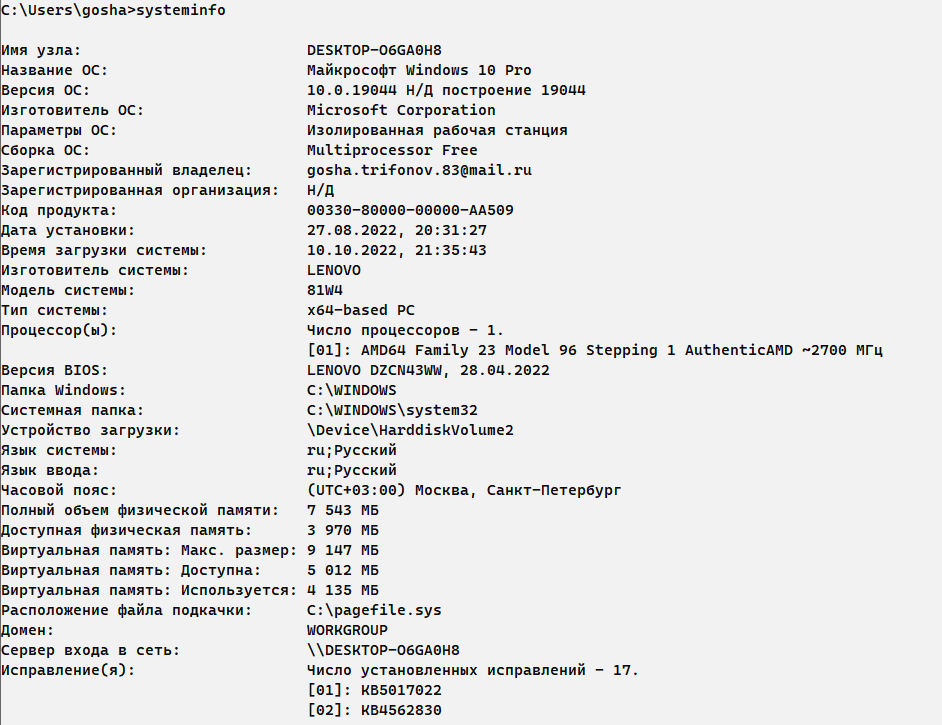 C:\Users\gosha>systeminfo
Имя узла: DESKTOP-O6GA0H8
Название ОС: Майкрософт Windows 10 Pro
Версия ОС: 10.0.19044 Н/Д построение 19044
Изготовитель ОС: Microsoft Corporation
Параметры ОС: Изолированная рабочая станция
Сборка ОС: Multiprocessor Free
Зарегистрированный владелец: gosha.trifonov.83@mail.ru
Зарегистрированная организация: Н/Д
Код продукта: 00330-80000-00000-AA509
Дата установки: 27.08.2022, 20:31:27
Время загрузки системы: 10.10.2022, 21:35:43
Изготовитель системы: LENOVO
Модель системы: 81W4
Тип системы: x64-based PC
Процессор(ы): Число процессоров - 1.
[01]: AMD64 Family 23 Model 96 Stepping 1 AuthenticAMD ~2700 МГц
Версия BIOS: LENOVO DZCN43WW, 28.04.2022
Папка Windows: C:\WINDOWS
Системная папка: C:\WINDOWS\system32
Устройство загрузки: \Device\HarddiskVolume2
Язык системы: ru;Русский
Язык ввода: ru;Русский
Часовой пояс: (UTC+03:00) Москва, Санкт-Петербург
Полный объем физической памяти: 7 543 МБ
Доступная физическая память: 3 970 МБ
Виртуальная память: Макс. размер: 9 147 МБ
Виртуальная память: Доступна: 5 012 МБ
Виртуальная память: Используется: 4 135 МБ
Расположение файла подкачки: C:\pagefile.sys
Домен: WORKGROUP
Сервер входа в сеть: \\DESKTOP-O6GA0H8
Исправление(я): Число установленных исправлений - 17.
[01]: KB5017022
[02]: KB4562830